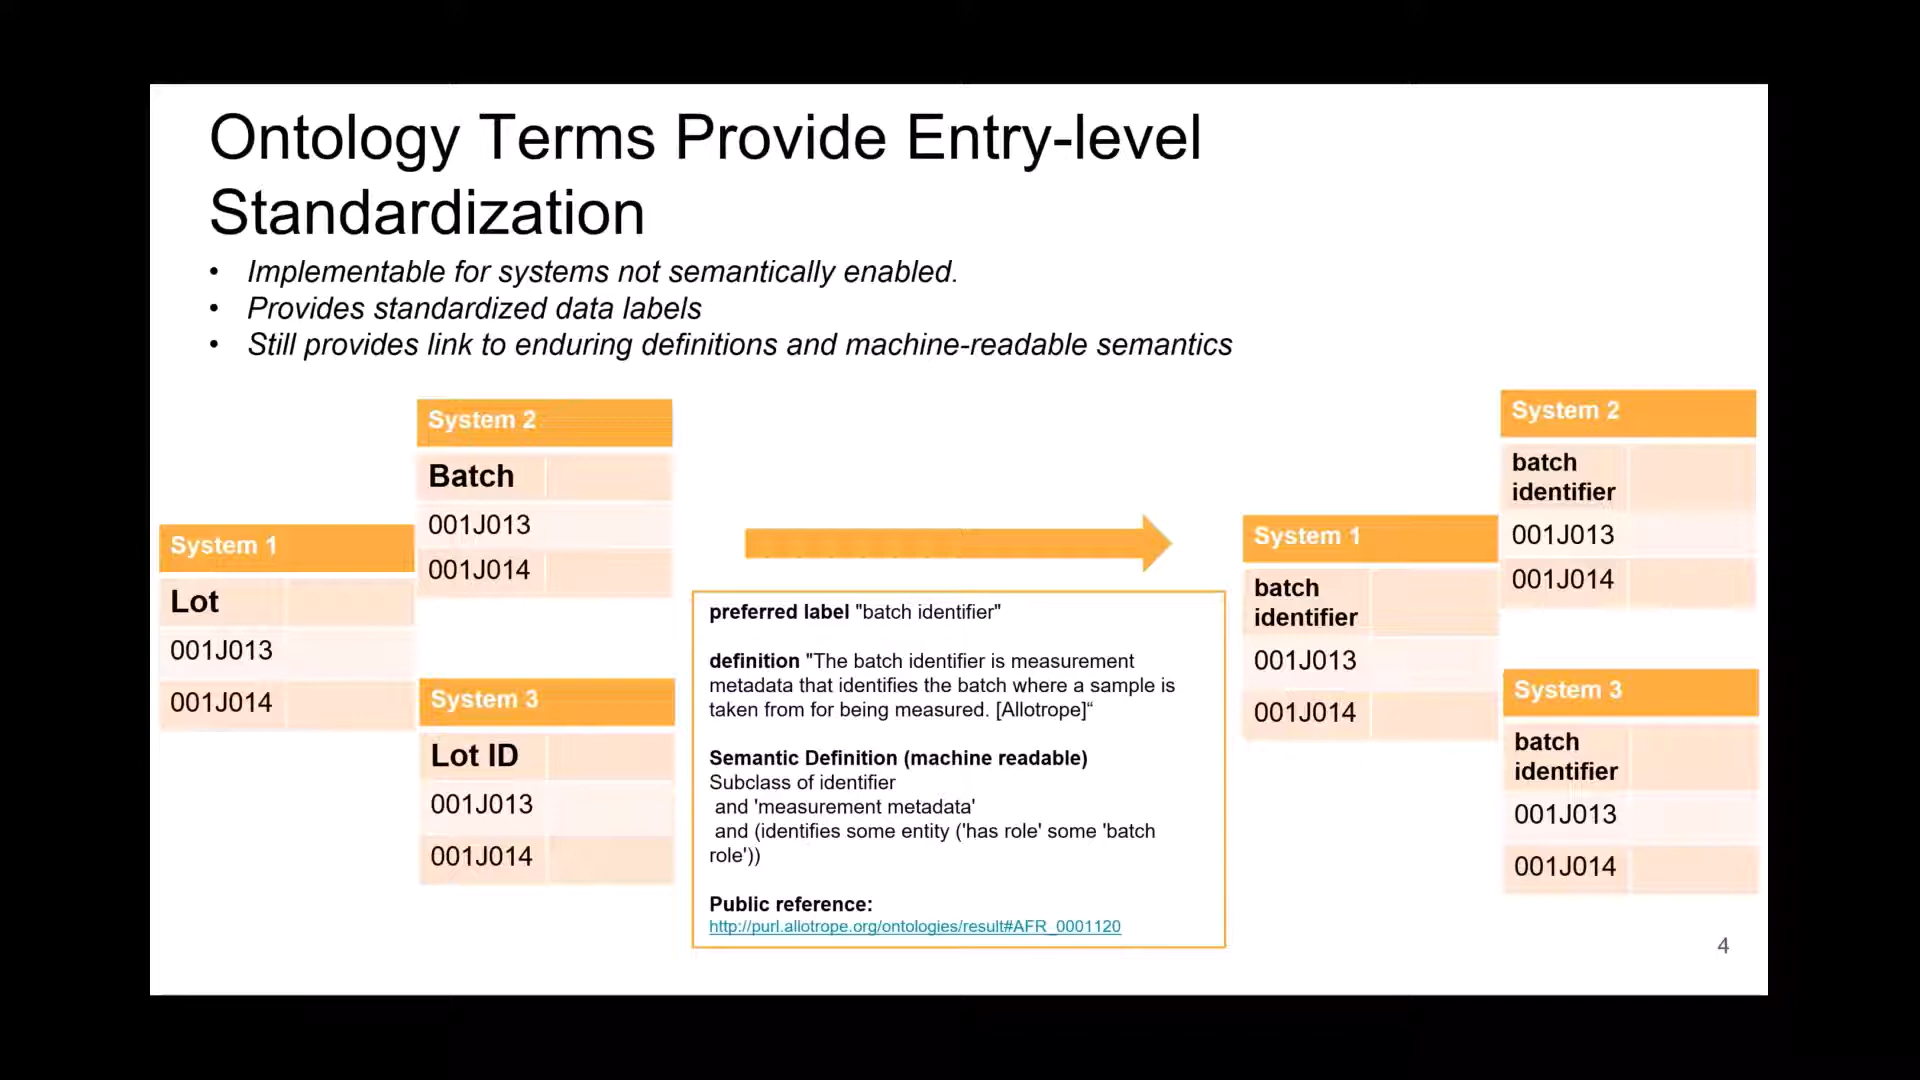 Ontology Terms Provide Entry-level
Standardization
• Implementable for systems not semantically enabled.
• Provides standardized data labels
• Still provides link to enduring definitions and machine-readable semantics
System 1
Lot
001J013
001J014
System 2
Batch
001J013
001J014
System 3
Lot ID
001J013
001J014
preferred label "batch identifier"
definition "The batch identifier is measurement
metadata that identifies the batch where a sample is
taken from for being measured. [Allotrope]“
Semantic Definition (machine readable)
Subclass of identifier
and 'measurement metadata'
and (identifies some entity ('has role' some 'batch
role'))
Public reference:
http://purl.allotrope.org/ontologies/result#AFR_0001120
System 1
batch
identifier
001J013
001J014
System 2
batch
identifier
001J013
001J014
System 3
batch
identifier
001J013
001J014
4